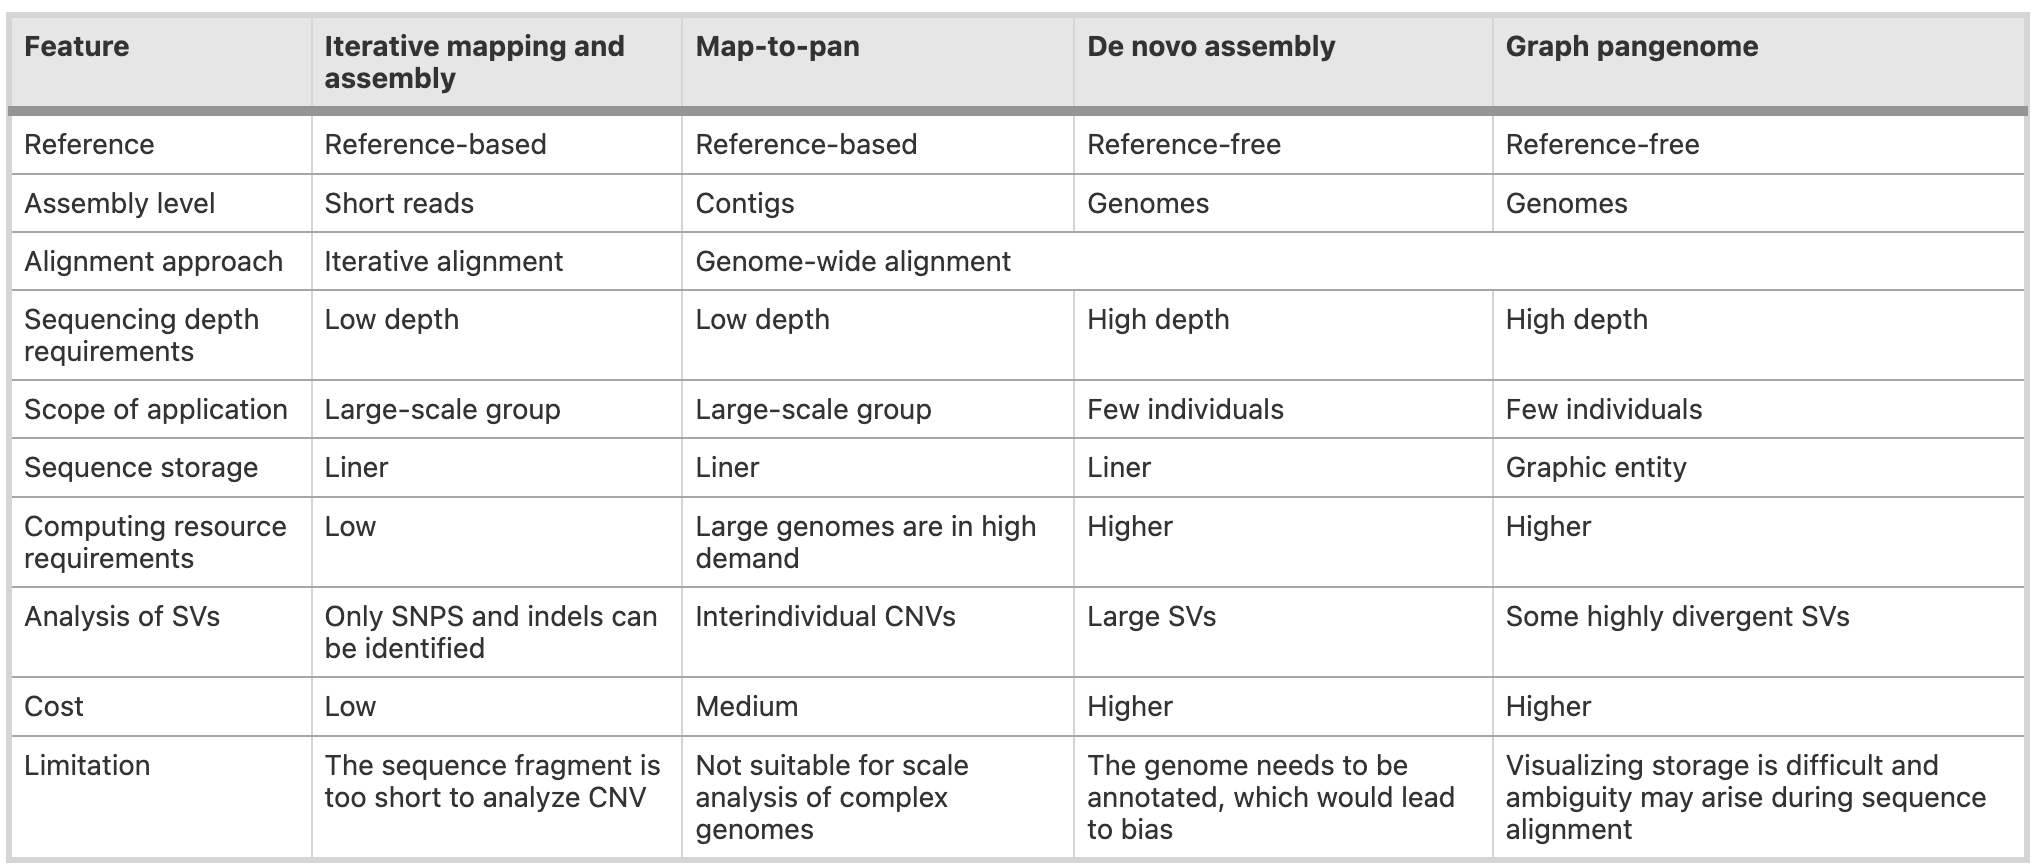 Feature
Iterative mapping and
assembly
Map-to-pan
De novo assembly
Graph pangenome
Reference
Reference-based
Reference-based
Reference-free
Reference-free
Assembly level
Short reads
Contigs
Genomes
Genomes
Alignment approach
Iterative alignment
Genome-wide alignment
Sequencing depth
requirements
Low depth
Low depth
High depth
High depth
Scope of application
Large-scale group
Large-scale group
Few individuals
Few individuals
Sequence storage
Liner
Liner
Liner
Graphic entity
Computing resource
requirements
Low
Large genomes are in high
demand
Higher
Higher
Analysis of SVs
Only SNPS and indels can
be identified
Interindividual CNVs
Large SVs
Some highly divergent SVs
Cost
Low
Medium
Higher
Higher
Limitation
The sequence fragment is
too short to analyze CNV
Not suitable for scale
analysis of complex
genomes
The genome needs to be
annotated, which would lead
to bias
Visualizing storage is difficult and
ambiguity may arise during sequence
alignment